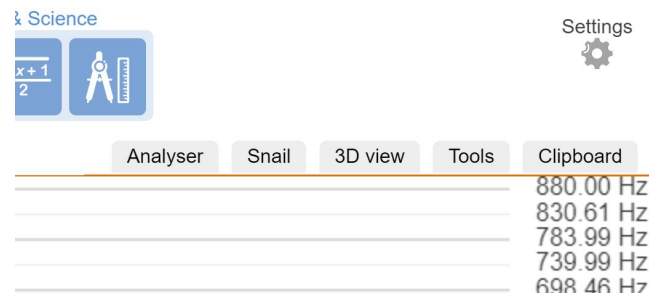 & Science
Settings
x + 1
2
Analyser Snail 3D view Tools Clipboard
880.00 Hz
830.61 Hz
783.99 Hz
739.99 Hz
698.46 Hz